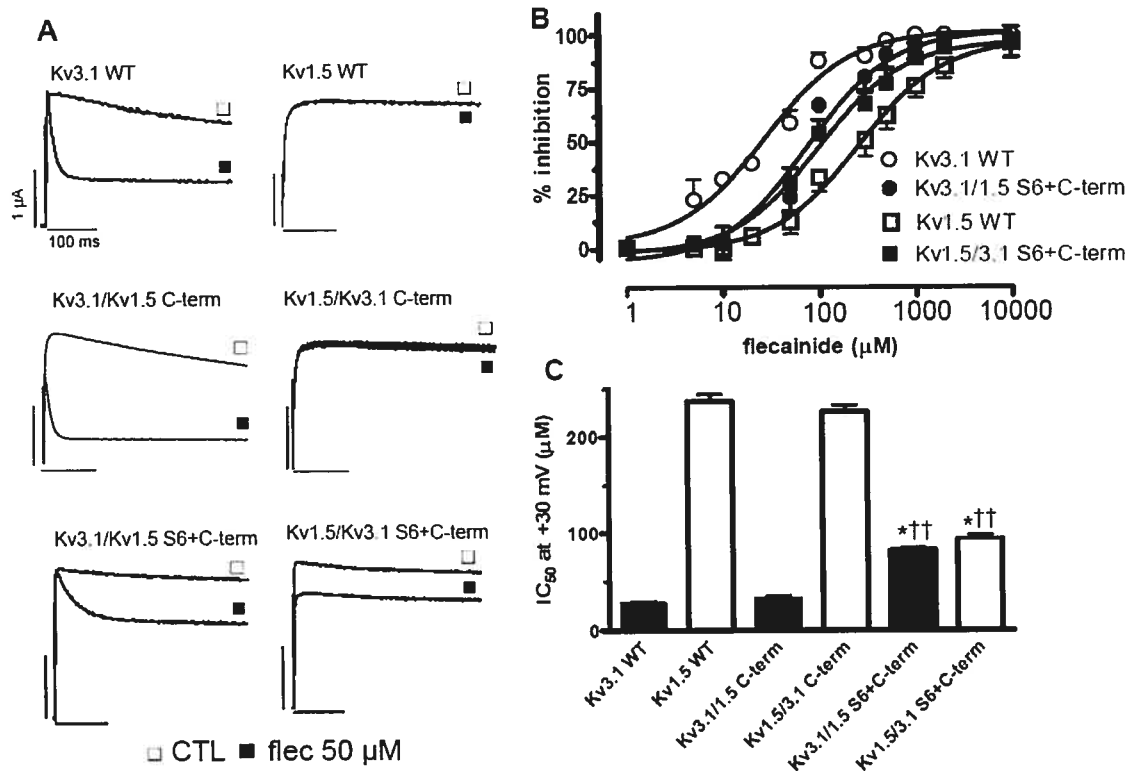 A
Kv3.1 WT
Kv1.5 WT
1 µA
100 ms
Kv3.1/Kv1.5 C-term
Kv1.5/Kv3.1 C-term
Kv3.1/Kv1.5 S6+C-term
Kv1.5/Kv3.1 S6+C-term
□ CTL ■ flec 50 µM
B
% inhibition
100
75
50
25
0
○ Kv3.1 WT
● Kv3.1/1.5 S6+C-term
□ Kv1.5 WT
■ Kv1.5/3.1 S6+C-term
1 10 100 1000 10000
flecainide (µM)
C
IC50 at +30 mV (µM)
200
100
0
*††
*††
Kv3.1 WT
Kv1.5 WT
Kv3.1/1.5 C-term
Kv1.5/3.1 C-term
Kv3.1/1.5 S6+C-term
Kv1.5/3.1 S6+C-term